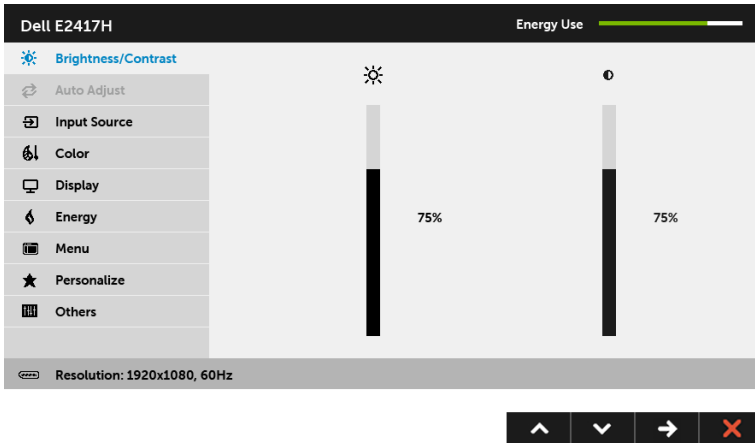 Dell E2417H
Energy Use
Brightness/Contrast
Auto Adjust
Input Source
Color
Display
Energy
75%
75%
Menu
Personalize
Others
Resolution: 1920x1080, 60Hz